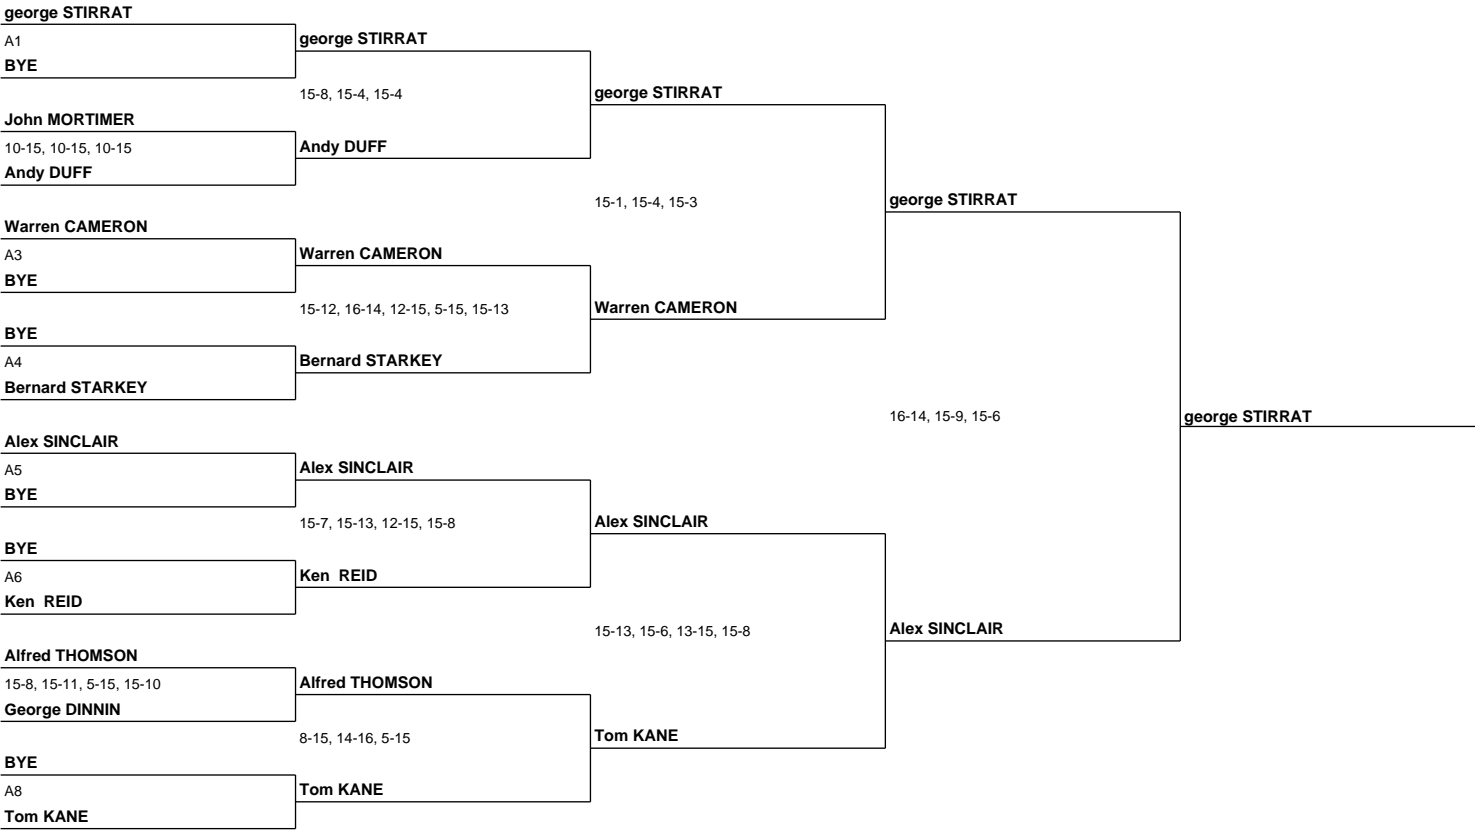 george STIRRAT
A1
BYE
John MORTIMER
10-15, 10-15, 10-15
Andy DUFF
Warren CAMERON
A3
BYE
BYE
A4
Bernard STARKEY
Alex SINCLAIR
A5
BYE
BYE
A6
Ken  REID
Alfred THOMSON
15-8, 15-11, 5-15, 15-10
George DINNIN
BYE
A8
Tom KANE
george STIRRAT
15-8, 15-4, 15-4
Andy DUFF
Warren CAMERON
15-12, 16-14, 12-15, 5-15, 15-13
Bernard STARKEY
Alex SINCLAIR
15-7, 15-13, 12-15, 15-8
Ken  REID
Alfred THOMSON
8-15, 14-16, 5-15
Tom KANE
george STIRRAT
15-1, 15-4, 15-3
Warren CAMERON
Alex SINCLAIR
15-13, 15-6, 13-15, 15-8
Tom KANE
george STIRRAT
16-14, 15-9, 15-6
Alex SINCLAIR
george STIRRAT